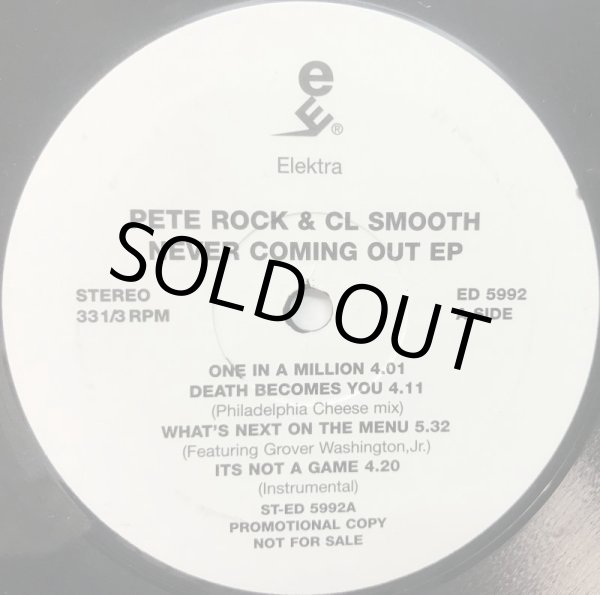 e
E®
Elektra
PETE ROCK & CL SMOOTH
NEVER COMING OUT EP
STEREO
33 1/3 RPM
ED 5992
A-SIDE
SOLD OUT
ONE IN A MILLION 4.01
DEATH BECOMES YOU 4.11
(Philadelphia Cheese mix)
WHAT'S NEXT ON THE MENU 5.32
(Featuring Grover Washington,Jr.)
ITS NOT A GAME 4.20
(Instrumental)
ST-ED 5992A
PROMOTIONAL COPY
NOT FOR SALE